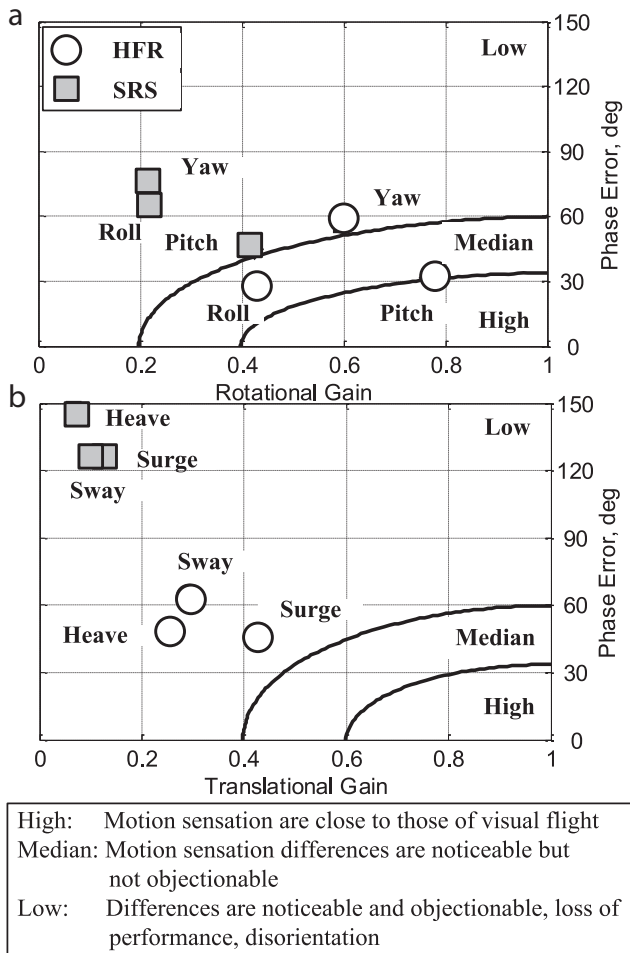 a
HFR
SRS
Low
Yaw
Yaw
Roll
Pitch
Median
Roll
Pitch
High
150
120
90
60
30
0
Phase Error, deg
0 0.2 0.4 0.6 0.8 1
Rotational Gain
b
Heave
Low
Surge
Sway
Sway
Surge
Heave
Median
High
150
120
90
60
30
0
Phase Error, deg
0 0.2 0.4 0.6 0.8 1
Translational Gain
High: Motion sensation are close to those of visual flight
Median: Motion sensation differences are noticeable but
not objectionable
Low: Differences are noticeable and objectionable, loss of
performance, disorientation